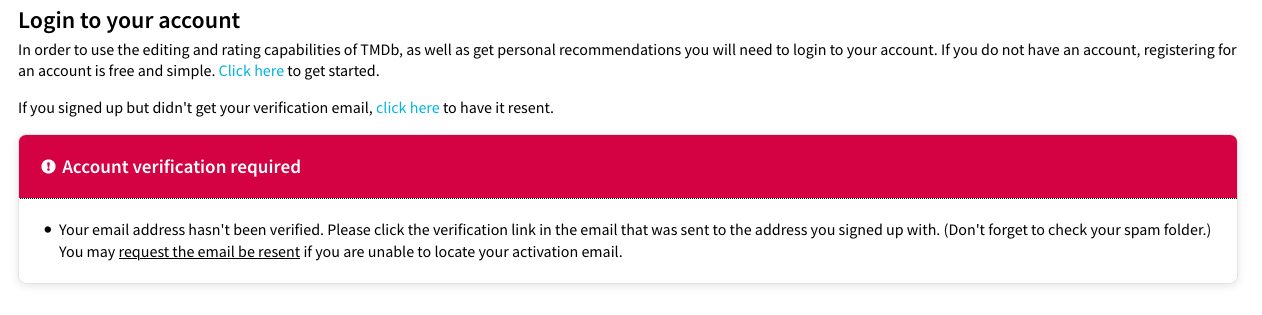 Login to your account
In order to use the editing and rating capabilities of TMDb, as well as get personal recommendations you will need to login to your account. If you do not have an account, registering for
an account is free and simple. Click here to get started.
If you signed up but didn't get your verification email, click here to have it resent.
Account verification required
• Your email address hasn't been verified. Please click the verification link in the email that was sent to the address you signed up with. (Don't forget to check your spam folder.)
You may request the email be resent if you are unable to locate your activation email.